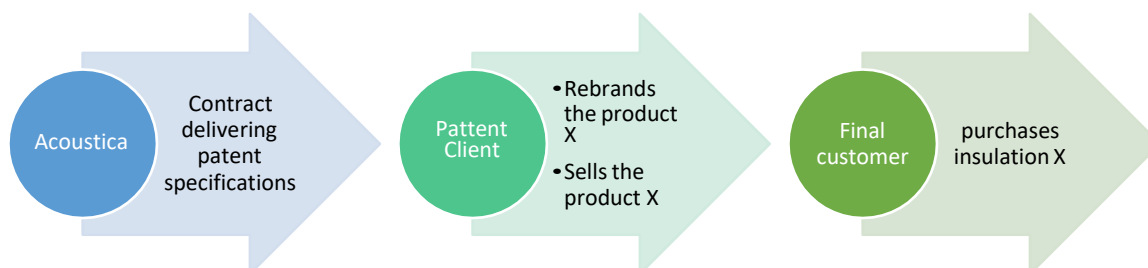 Acoustica
Contract
delivering
patent
specifications
Pattent
Client
•Rebrands
the product
X
•Sells the
product X
Final
customer
purchases
insulation X